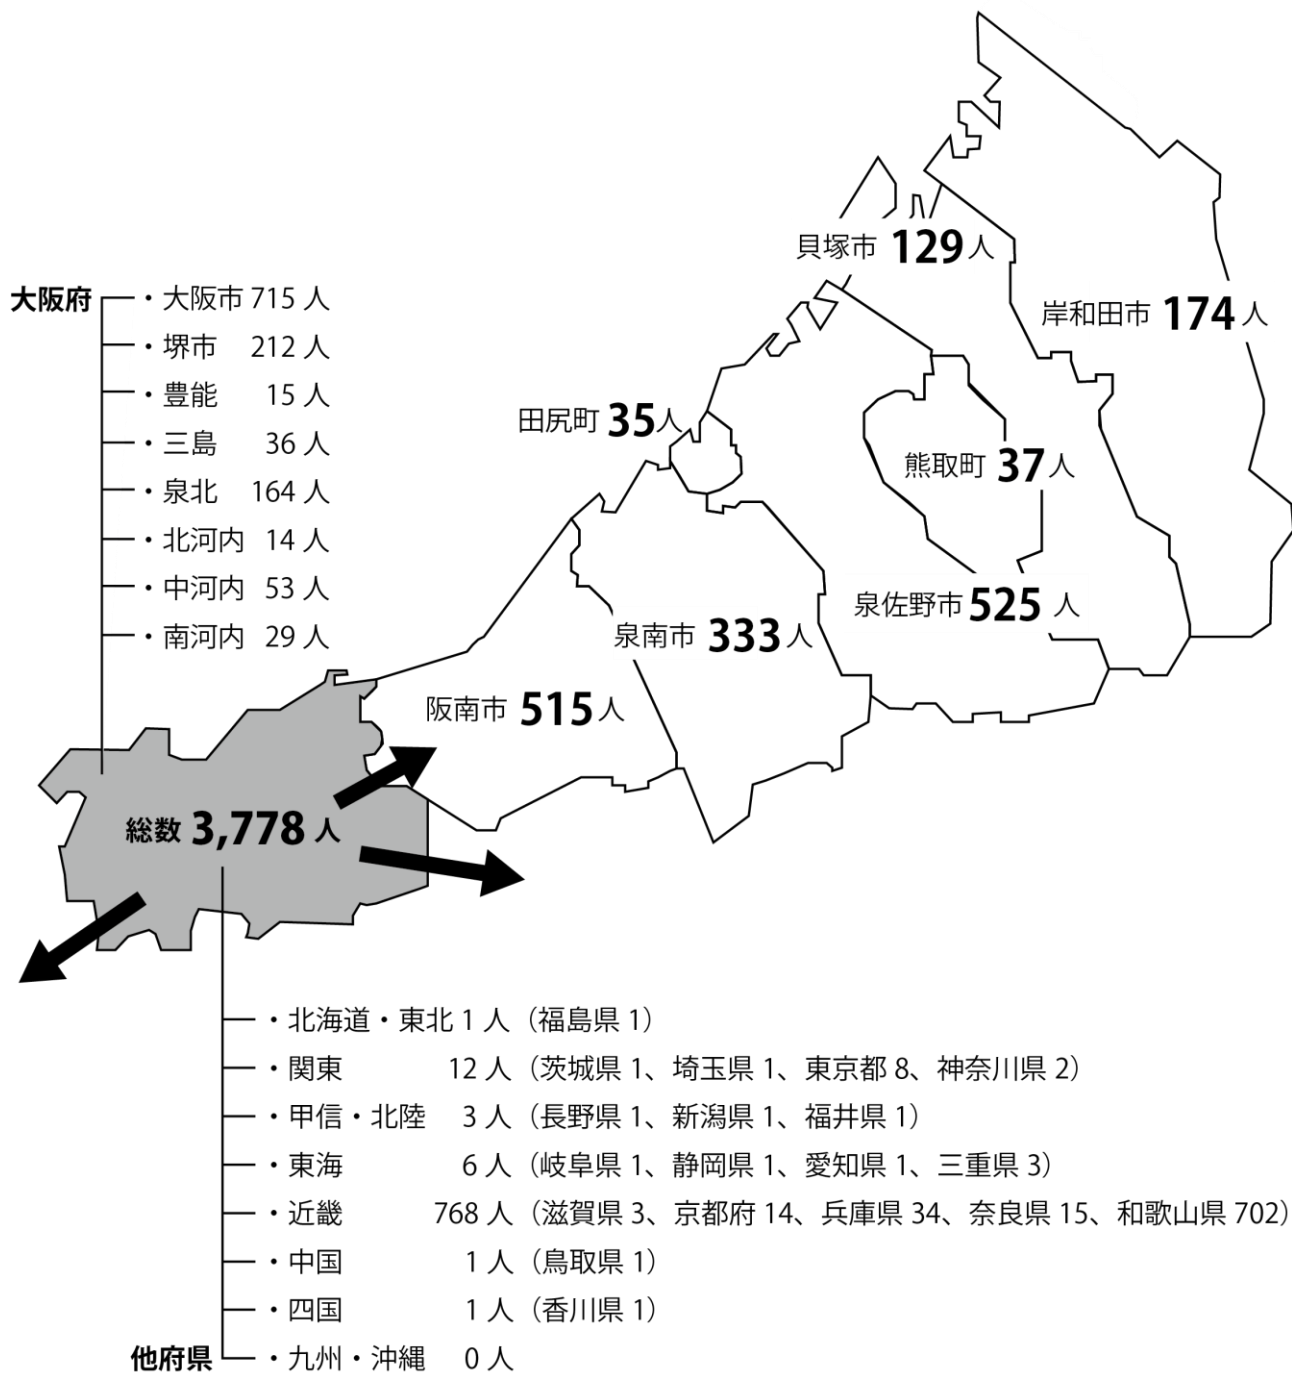 貝塚市 129人
岸和田市 174人
田尻町 35人
熊取町 37人
泉佐野市 525人
泉南市 333人
阪南市 515人
大阪府
・大阪市 715人
・堺市 212人
・豊能 15人
・三島 36人
・泉北 164人
・北河内 14人
・中河内 53人
・南河内 29人
総数 3,778人
・北海道・東北 1人（福島県 1）
・関東 12人（茨城県 1、埼玉県 1、東京都 8、神奈川県 2）
・甲信・北陸 3人（長野県 1、新潟県 1、福井県 1）
・東海 6人（岐阜県 1、静岡県 1、愛知県 1、三重県 3）
・近畿 768人（滋賀県 3、京都府 14、兵庫県 34、奈良県 15、和歌山県 702）
・中国 1人（鳥取県 1）
・四国 1人（香川県 1）
他府県
・九州・沖縄 0人